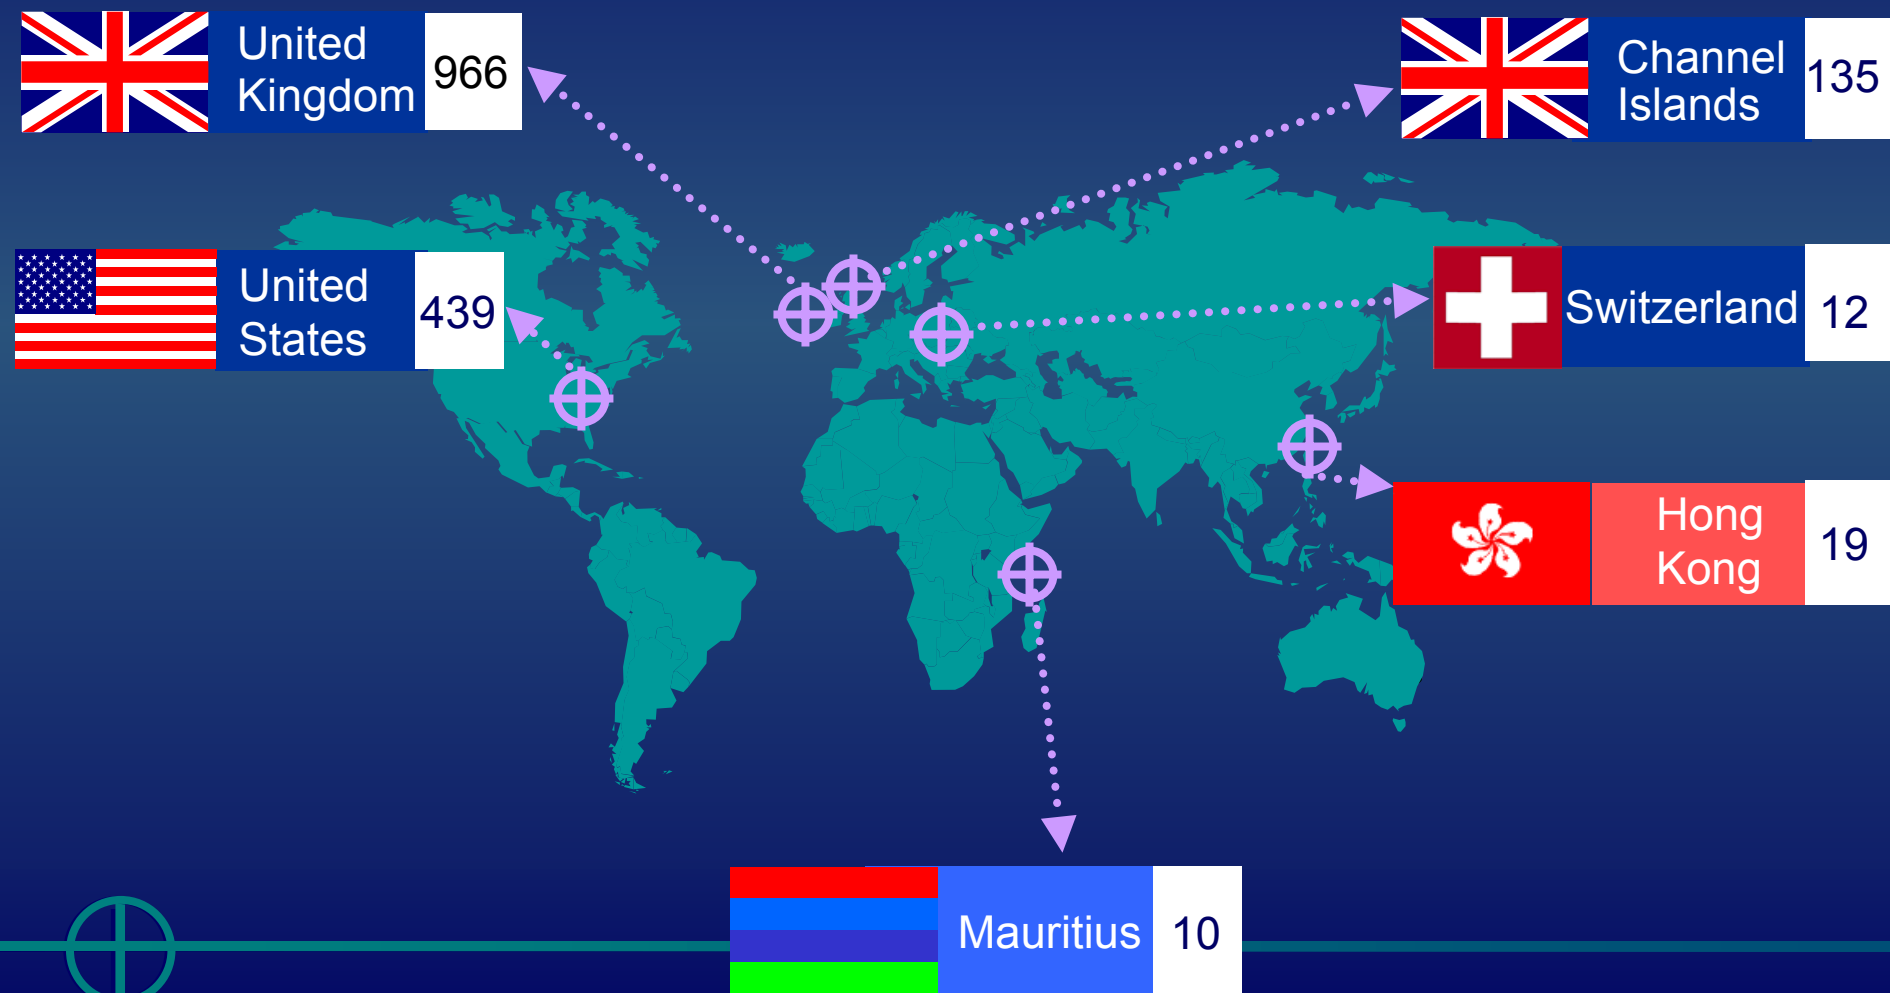 United
Kingdom
966
Channel
Islands
135
United
States
439
Switzerland
12
Hong
Kong
19
Mauritius
10